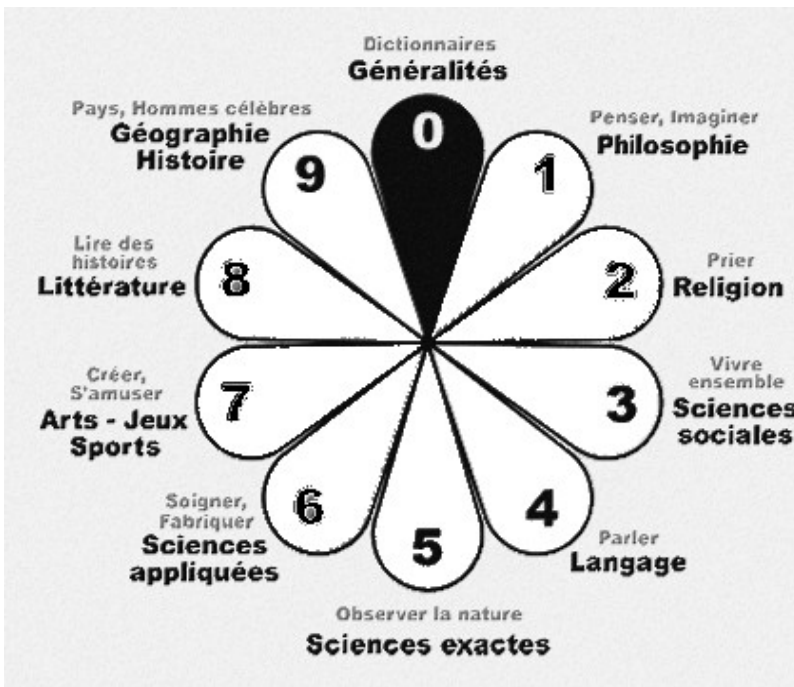 Dictionnaires
Généralités
0
Penser, Imaginer
Philosophie
1
Prier
Religion
2
Vivre
ensemble
Sciences
sociales
3
Parler
Langage
4
Observer la nature
Sciences exactes
5
Soigner,
Fabriquer
Sciences
appliquées
6
Créer,
S'amuser
Arts - Jeux
Sports
7
Lire des
histoires
Littérature
8
Pays, Hommes célèbres
Géographie
Histoire
9